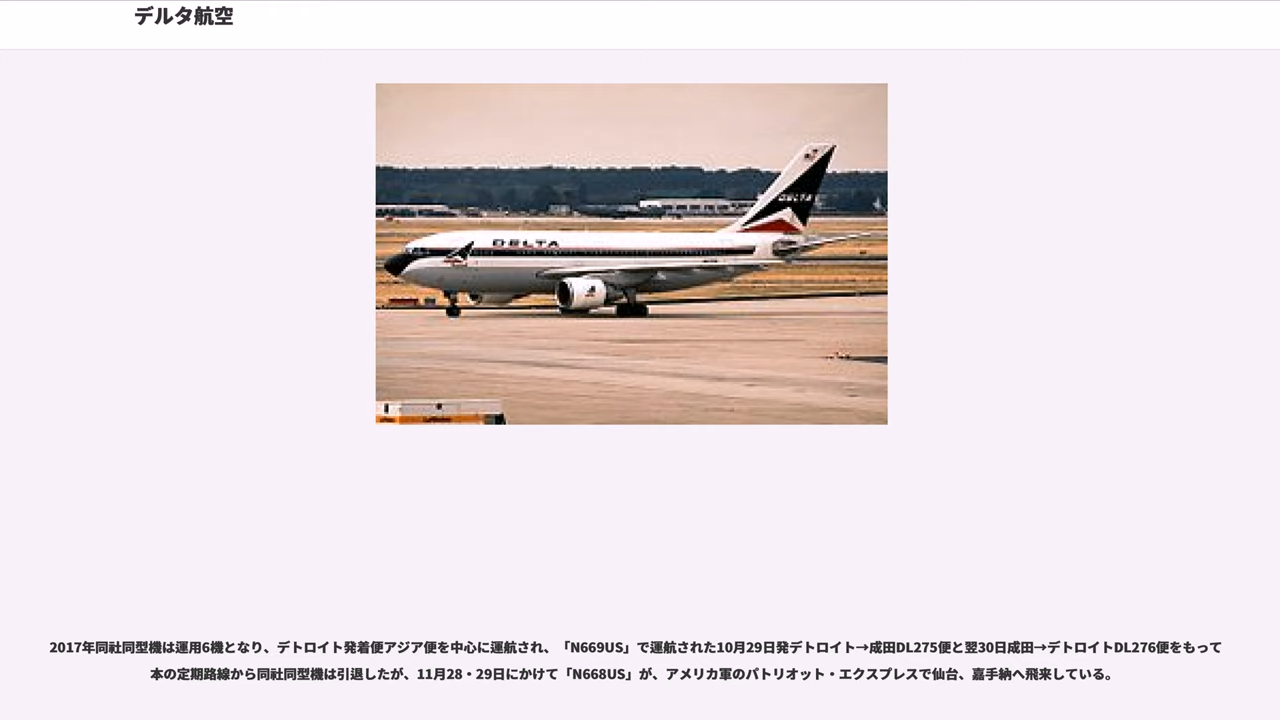 デルタ航空
DELTA
DELTA
2017年同社同型機は運用6機となり、デトロイト発着便アジア便を中心に運航され、「N669US」で運航された10月29日発デトロイト→成田DL275便と翌30日成田→デトロイトDL276便をもって
本の定期路線から同社同型機は引退したが、11月28・29日にかけて「N668US」が、アメリカ軍のパトリオット・エクスプレスで仙台、嘉手納へ飛来している。